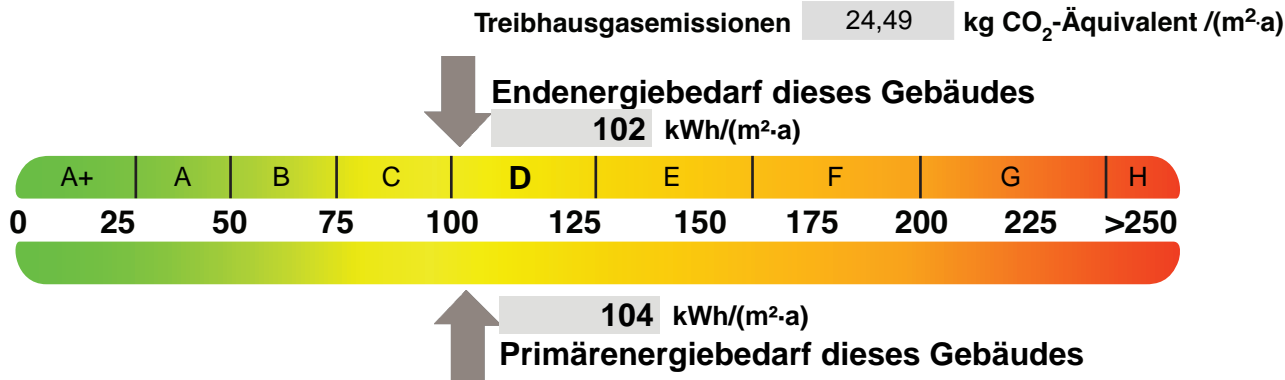 Treibhausgasemissionen 24,49 kg CO₂-Äquivalent /(m²·a)
Endenergiebedarf dieses Gebäudes
102 kWh/(m²·a)
A+ A B C D E F G H
0 25 50 75 100 125 150 175 200 225 >250
104 kWh/(m²·a)
Primärenergiebedarf dieses Gebäudes